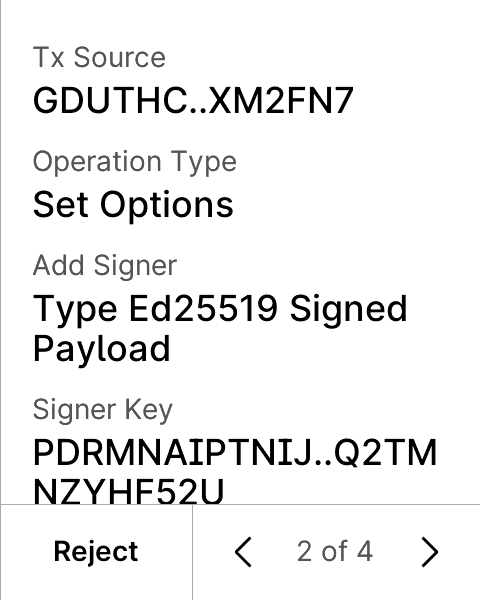 Tx Source
GDUTHC..XM2FN7
Operation Type
Set Options
Add Signer
Type Ed25519 Signed
Payload
Signer Key
PDRMNAIPTNIJ..Q2TM
NZYHF52U
Reject
2 of 4